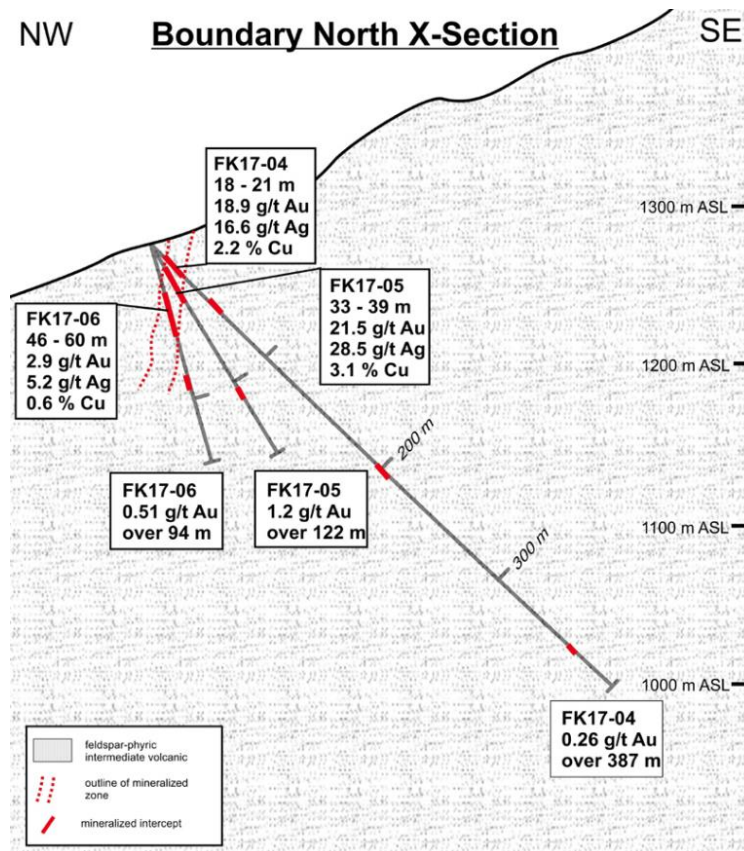 NW
Boundary North X-Section
SE
FK17-04
18 - 21 m
18.9 g/t Au
16.6 g/t Ag
2.2 % Cu
1300 m ASL
FK17-05
33 - 39 m
21.5 g/t Au
28.5 g/t Ag
3.1 % Cu
FK17-06
46 - 60 m
2.9 g/t Au
5.2 g/t Ag
0.6 % Cu
1200 m ASL
200 m
FK17-06
0.51 g/t Au
over 94 m
FK17-05
1.2 g/t Au
over 122 m
1100 m ASL
300 m
1000 m ASL
FK17-04
0.26 g/t Au
over 387 m
feldspar-phyric
intermediate volcanic
outline of mineralized
zone
mineralized intercept